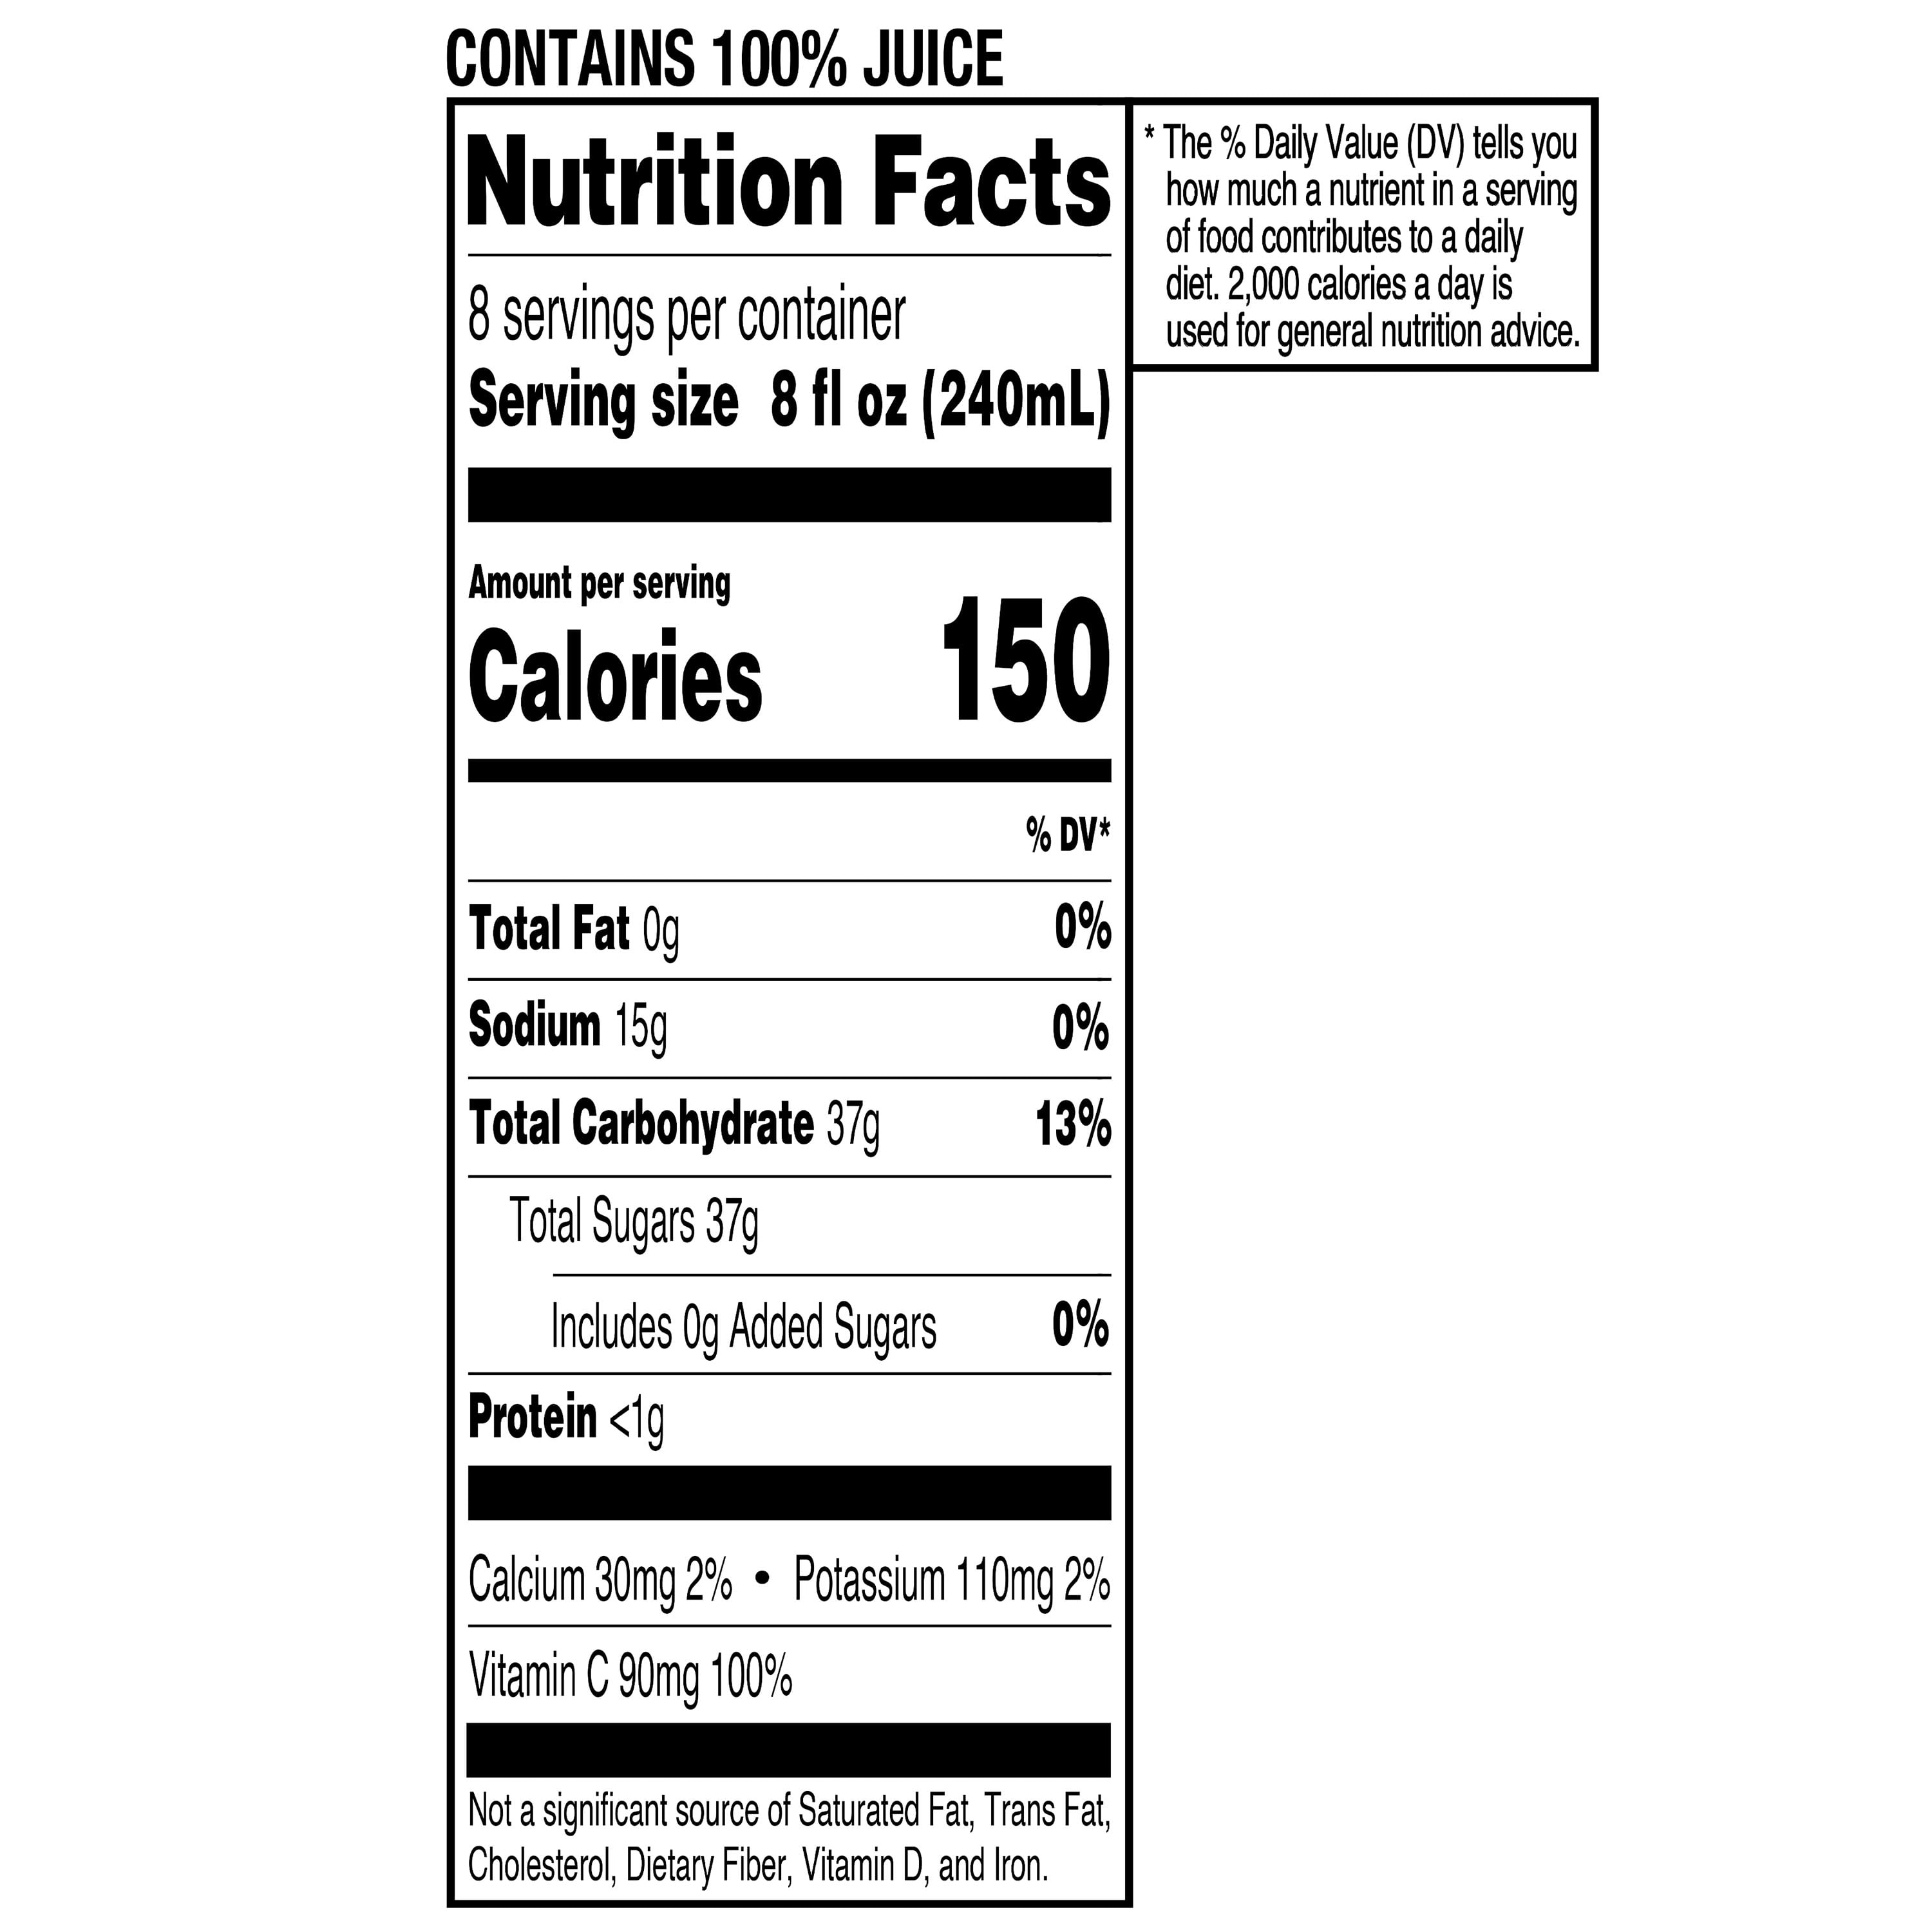 CONTAINS 100% JUICE
Nutrition Facts
8 servings per container
Serving size 8 fl oz (240mL)
Amount per serving
Calories 150
% DV*
Total Fat 0g 0%
Sodium 15g 0%
Total Carbohydrate 37g 13%
Total Sugars 37g
Includes 0g Added Sugars 0%
Protein <1g
Calcium 30mg 2% • Potassium 110mg 2%
Vitamin C 90mg 100%
Not a significant source of Saturated Fat, Trans Fat,
Cholesterol, Dietary Fiber, Vitamin D, and Iron.
* The % Daily Value (DV) tells you
how much a nutrient in a serving
of food contributes to a daily
diet. 2,000 calories a day is
used for general nutrition advice.